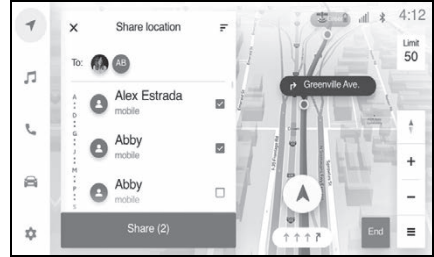 Share location
4:12
Limit
50
To:
AB
Greenville Ave.
A
D
G
J
M
P
S
Alex Estrada
mobile
Abby
mobile
Abby
mobile
+
−
Share (2)
End